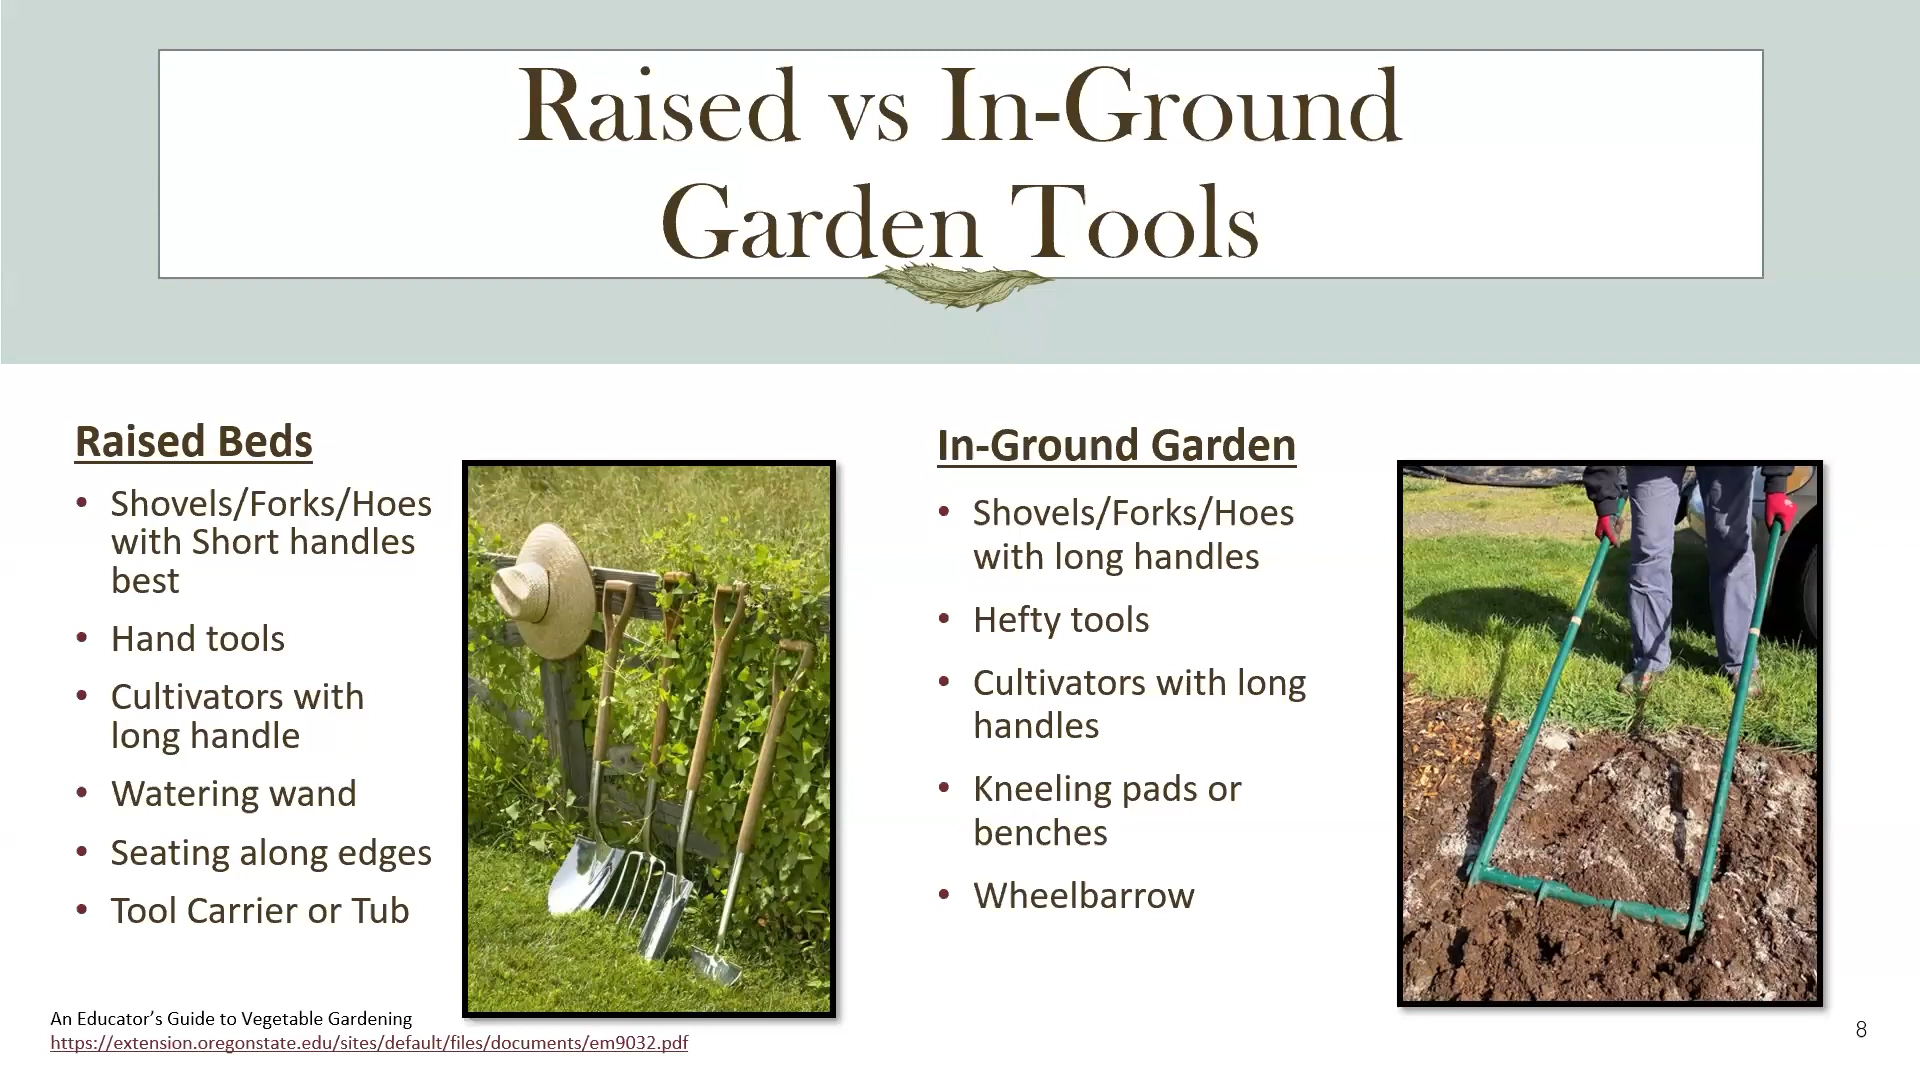 Raised vs In-Ground
Garden Tools
Raised Beds
• Shovels/Forks/Hoes
with Short handles
best
• Hand tools
• Cultivators with
long handle
• Watering wand
• Seating along edges
• Tool Carrier or Tub
In-Ground Garden
• Shovels/Forks/Hoes
with long handles
• Hefty tools
• Cultivators with long
handles
• Kneeling pads or
benches
• Wheelbarrow
An Educator’s Guide to Vegetable Gardening
https://extension.oregonstate.edu/sites/default/files/documents/em9032.pdf
8